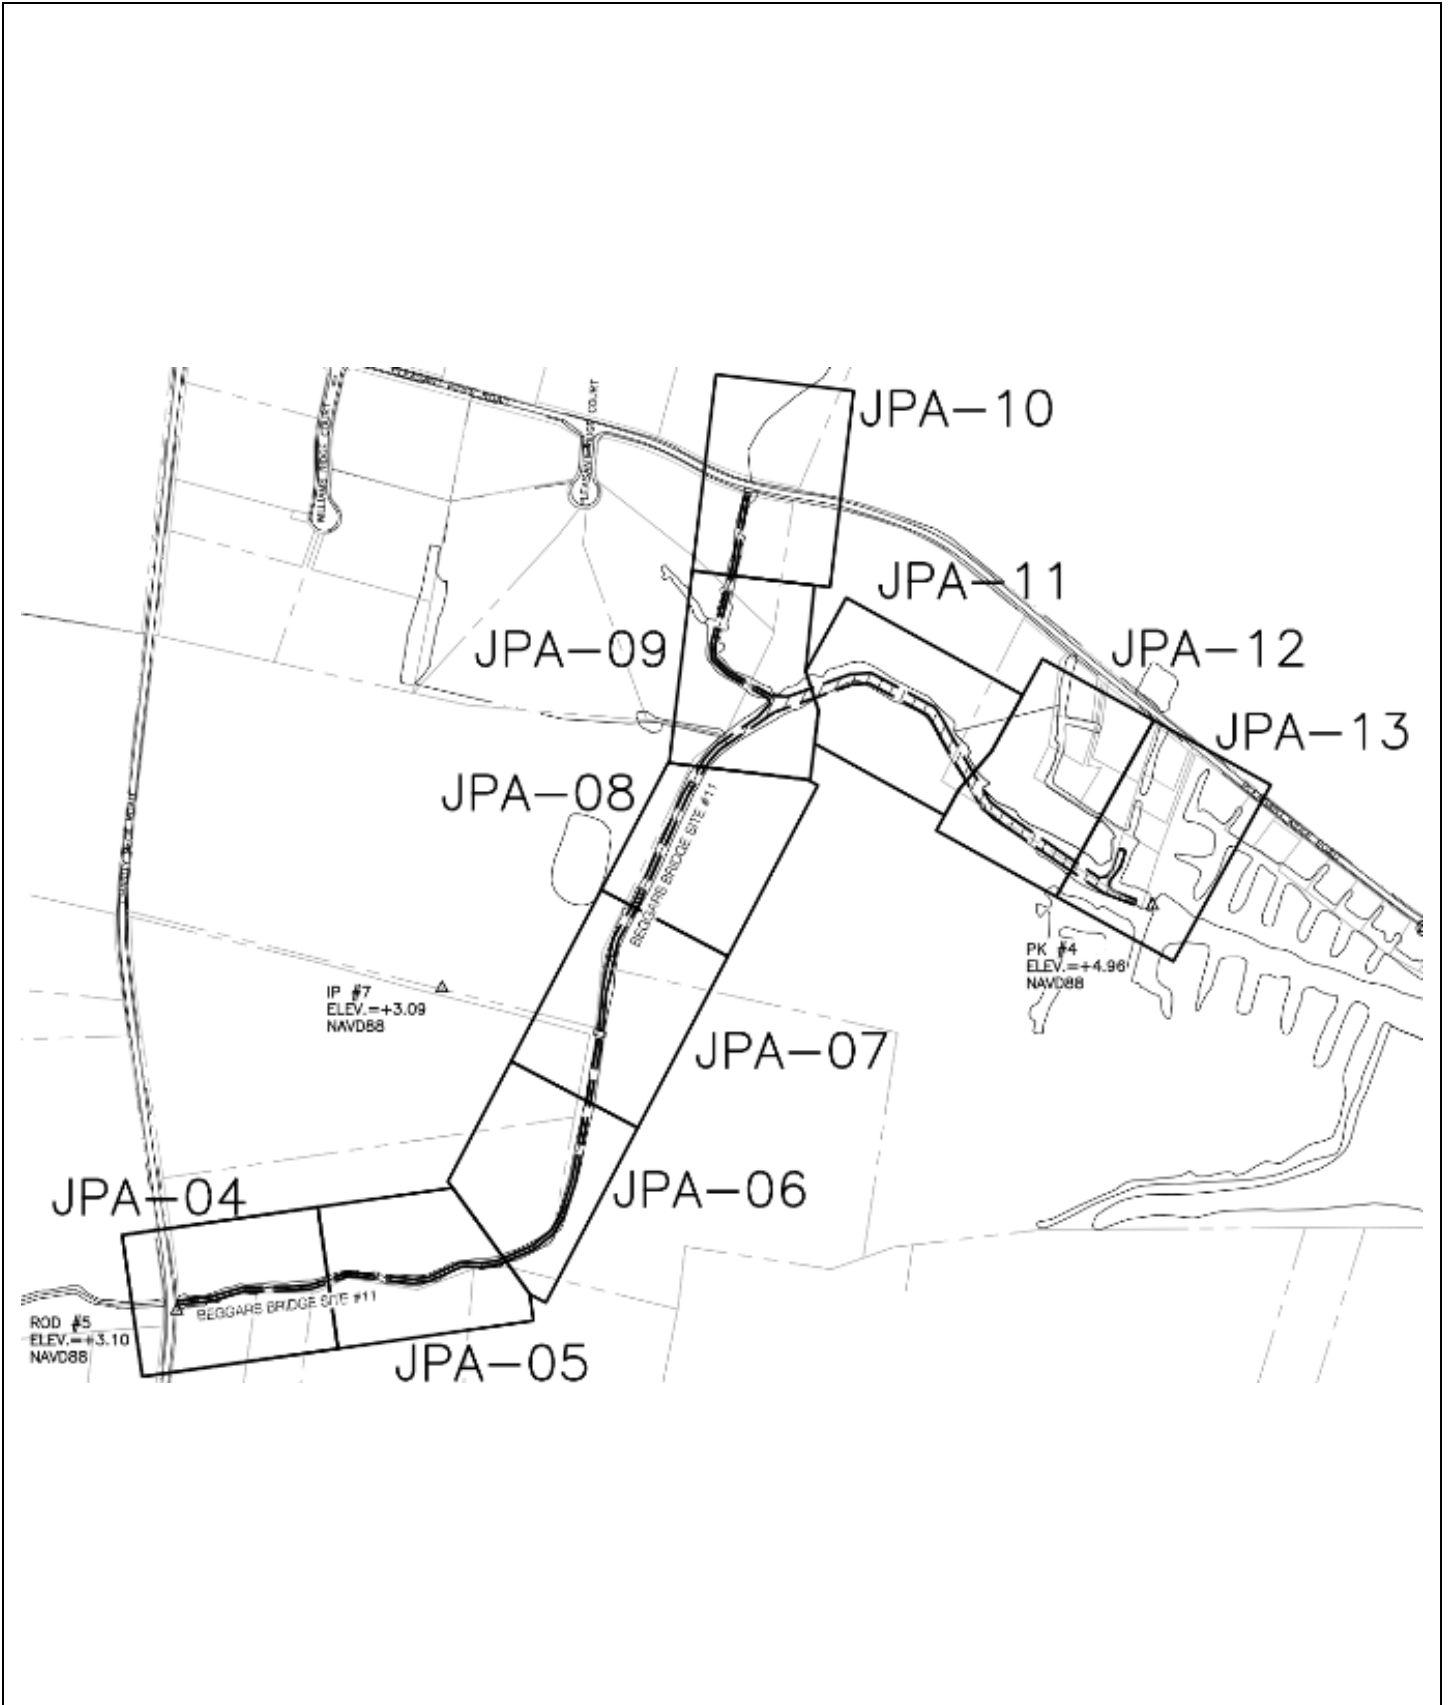 JPA-10
JPA-11
JPA-09
JPA-12
JPA-13
JPA-08
BEGGARS BRIDGE SITE #11
PK #4
ELEV.=+4.96'
NAVD88
IP #7
ELEV.=+3.09
NAVD88
JPA-07
JPA-04
JPA-06
BEGGARS BRIDGE SITE #11
ROD #5
ELEV.=+3.10
NAVD88
JPA-05